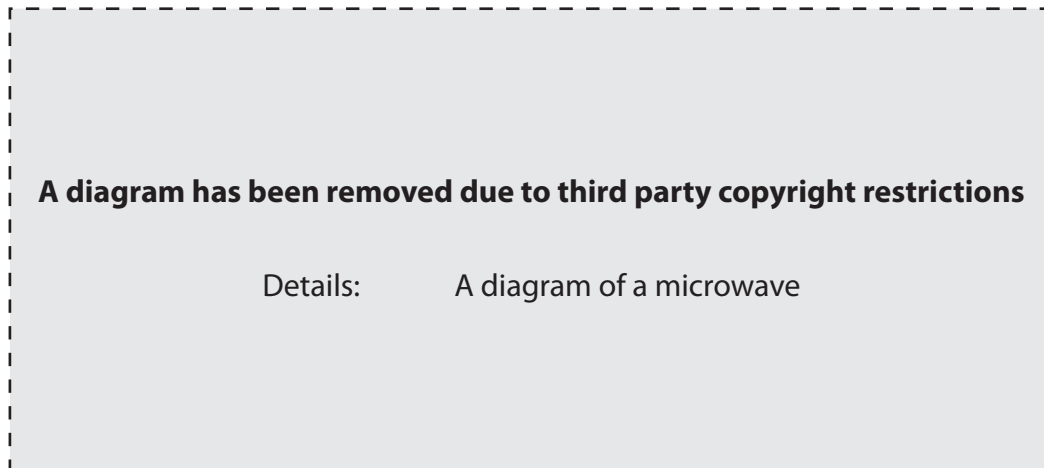 A diagram has been removed due to third party copyright restrictions
Details: A diagram of a microwave